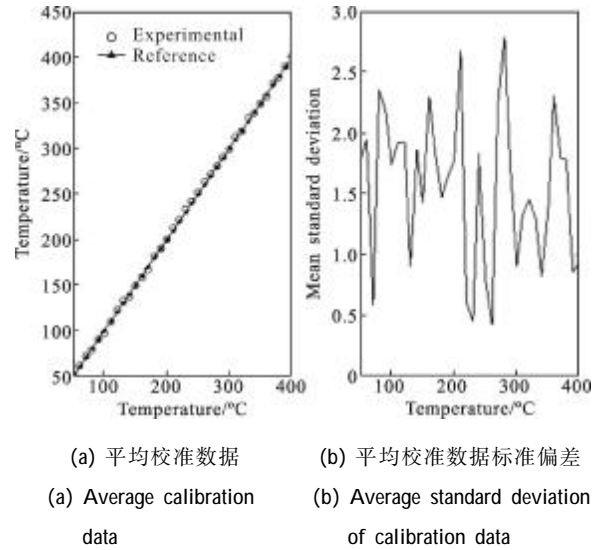 450
400
350
300
250
200
150
100
50
Temperature/°C
Experimental
Reference
100
200
300
400
Temperature/°C
3.0
2.5
2.0
1.5
1.0
0.5
0
Mean standard deviation
100
200
300
400
Temperature/°C
(a) 平均校准数据
(a) Average calibration
data
(b) 平均校准数据标准偏差
(b) Average standard deviation
of calibration data